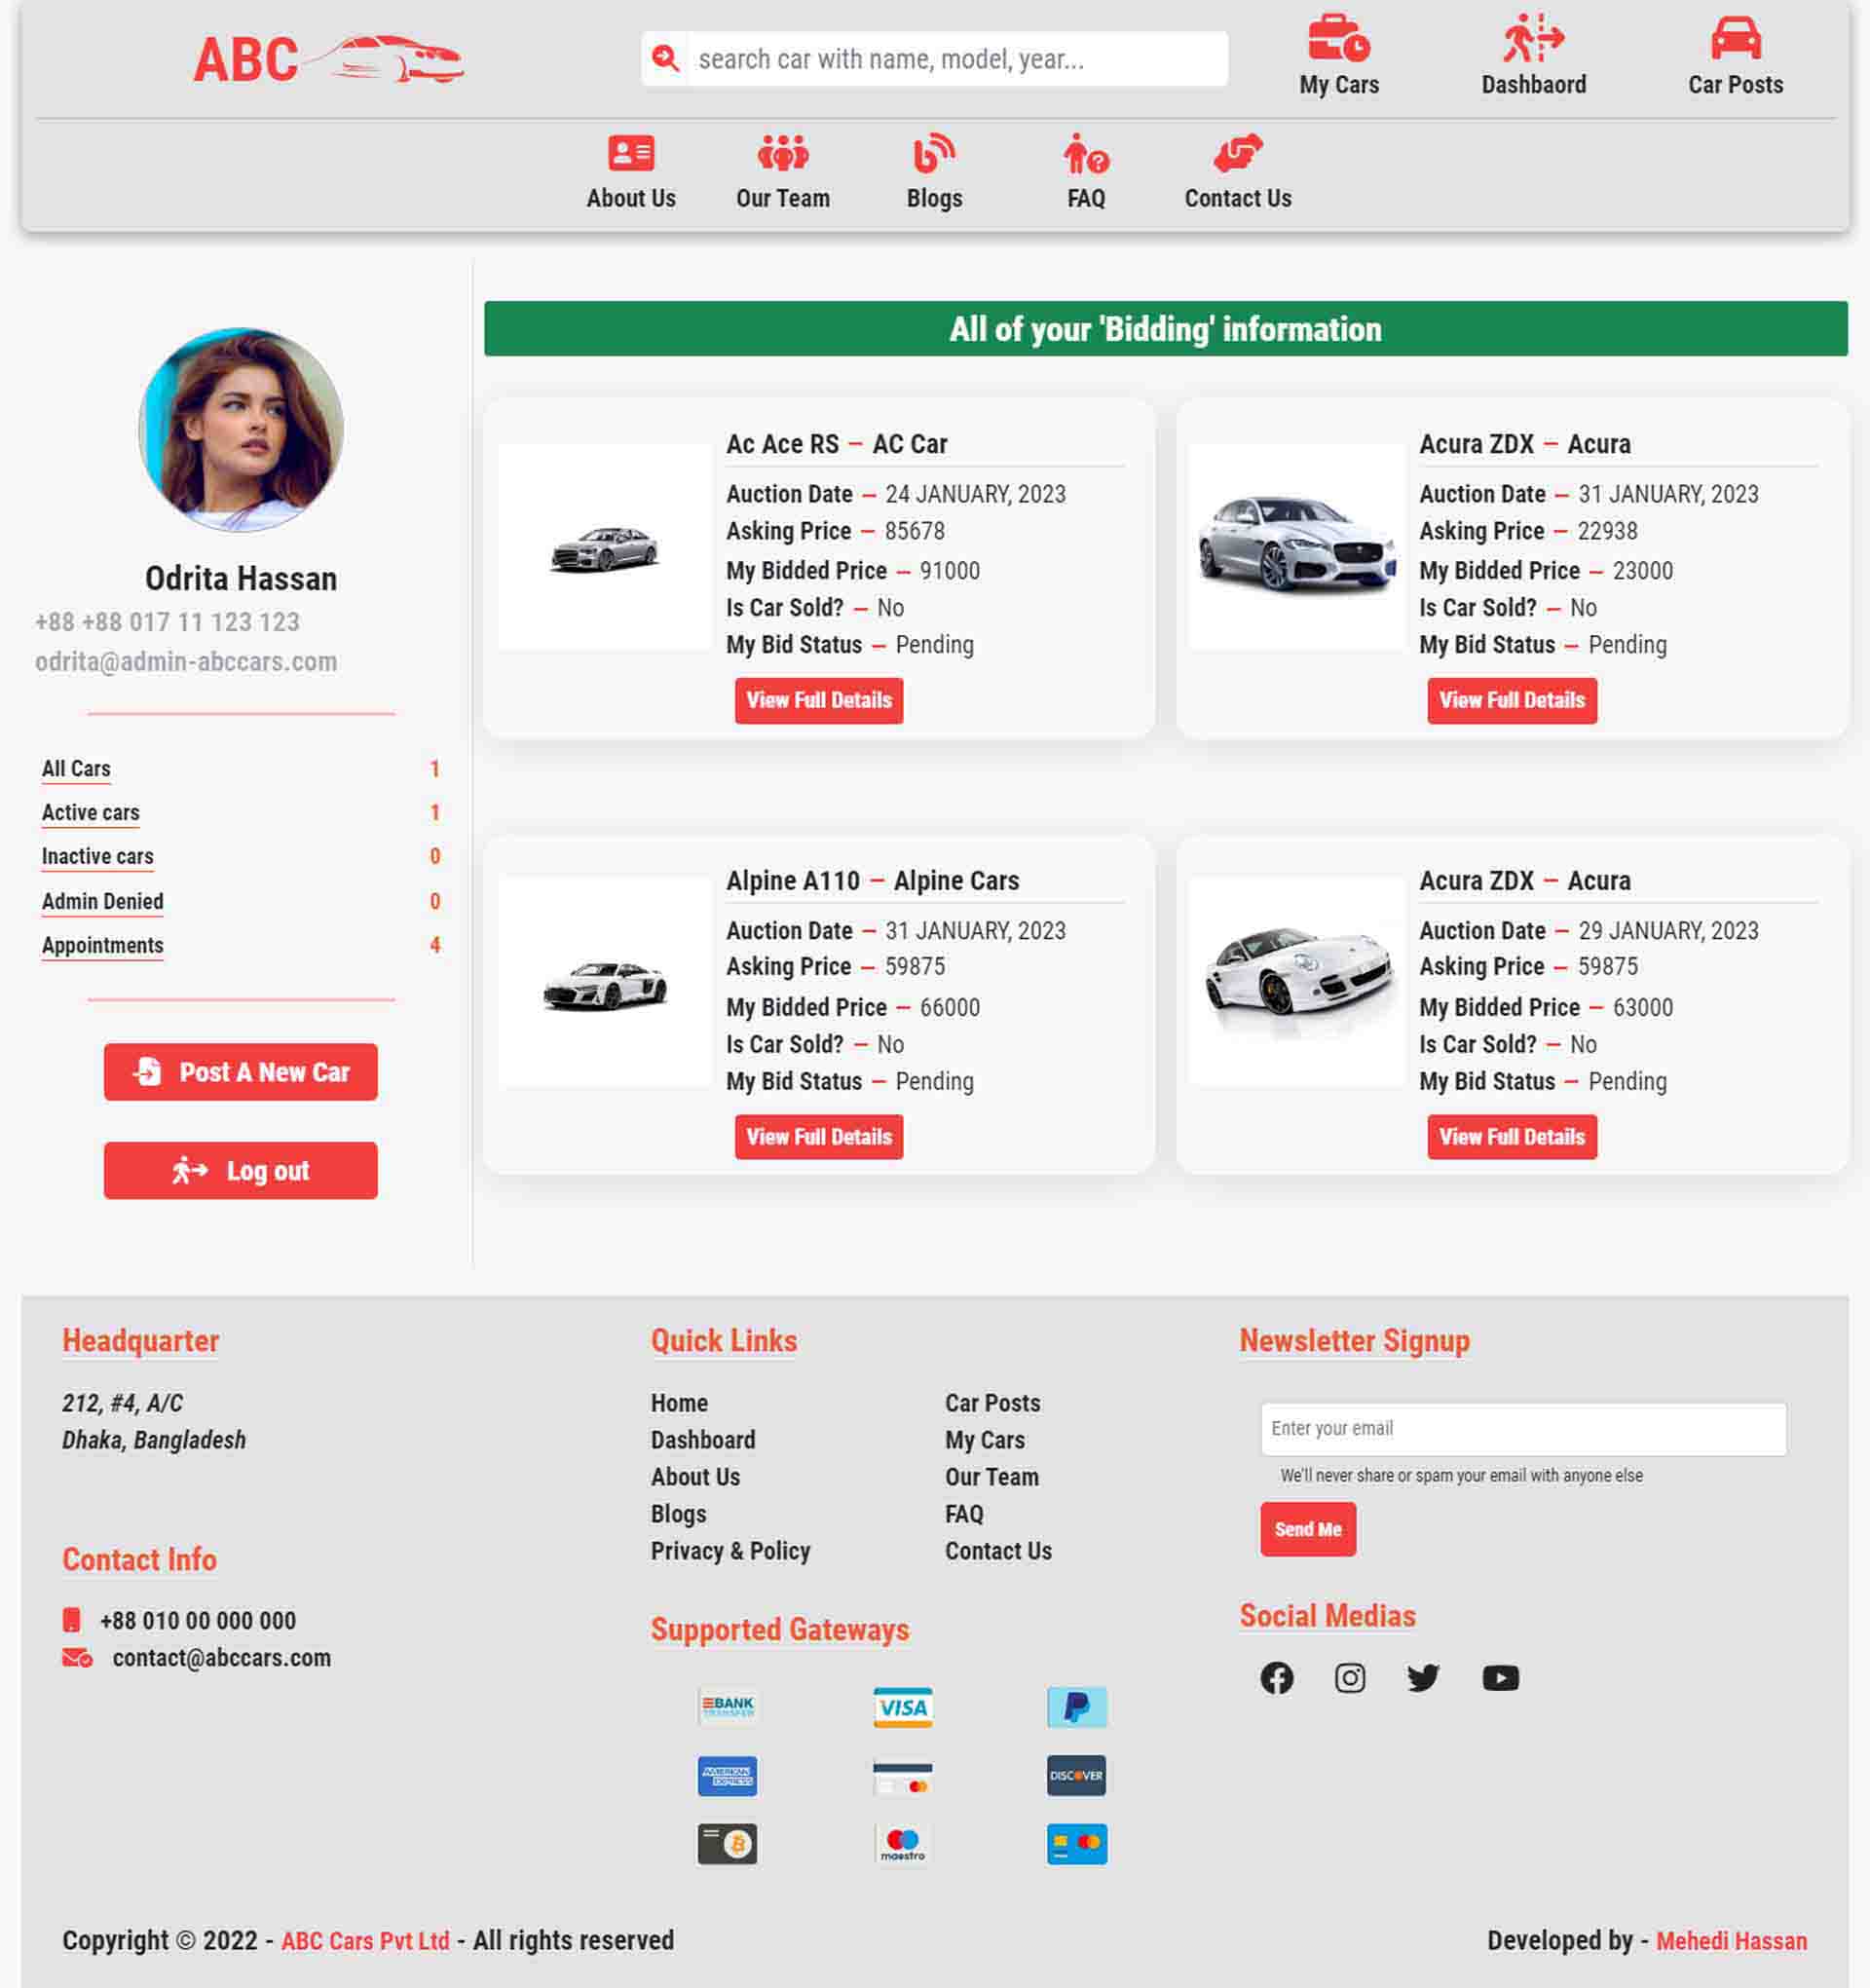 ABC
search car with name, model, year...
My Cars
Dashbaord
Car Posts
About Us
Our Team
Blogs
FAQ
Contact Us
Odrita Hassan
+88 +88 017 11 123 123
odrita@admin-abccars.com
All Cars 1
Active cars 1
Inactive cars 0
Admin Denied 0
Appointments 4
Post A New Car
Log out
All of your 'Bidding' information
Ac Ace RS — AC Car
Auction Date — 24 JANUARY, 2023
Asking Price — 85678
My Bidded Price — 91000
Is Car Sold? — No
My Bid Status — Pending
View Full Details
Acura ZDX — Acura
Auction Date — 31 JANUARY, 2023
Asking Price — 22938
My Bidded Price — 23000
Is Car Sold? — No
My Bid Status — Pending
View Full Details
Alpine A110 — Alpine Cars
Auction Date — 31 JANUARY, 2023
Asking Price — 59875
My Bidded Price — 66000
Is Car Sold? — No
My Bid Status — Pending
View Full Details
Acura ZDX — Acura
Auction Date — 29 JANUARY, 2023
Asking Price — 59875
My Bidded Price — 63000
Is Car Sold? — No
My Bid Status — Pending
View Full Details
Headquarter
212, #4, A/C
Dhaka, Bangladesh
Contact Info
+88 010 00 000 000
contact@abccars.com
Quick Links
Home
Dashboard
About Us
Blogs
Privacy & Policy
Car Posts
My Cars
Our Team
FAQ
Contact Us
Supported Gateways
BANK
TRANSFER
VISA
AMERICAN
EXPRESS
DISCOVER
maestro
Newsletter Signup
Enter your email
We'll never share or spam your email with anyone else
Send Me
Social Medias
Copyright © 2022 - ABC Cars Pvt Ltd - All rights reserved
Developed by - Mehedi Hassan